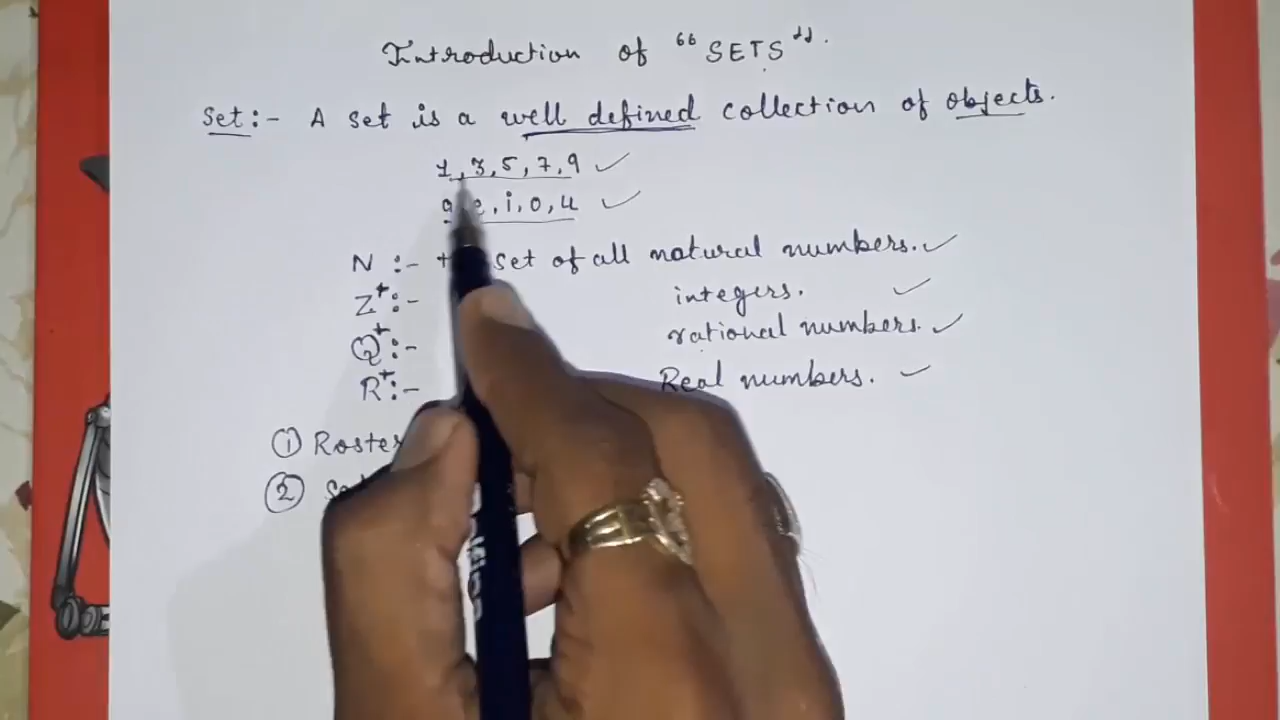 Introduction of "SETS".
Set:- A set is a well defined collection of objects.
1,3,5,7,9 ✓
a, e, i, o, u ✓
N :- set of all natural numbers. ✓
Z⁺:- integers. ✓
Q⁺:- rational numbers. ✓
R⁺:- Real numbers. ✓
① Roster
②